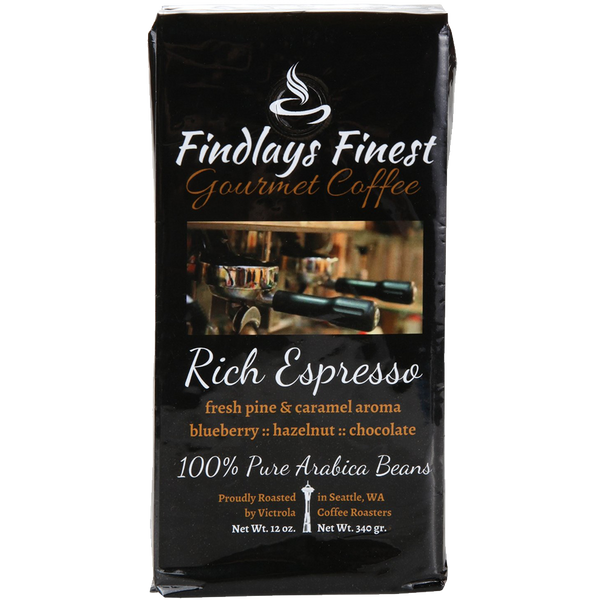 Findlays Finest
Gourmet Coffee
Rich Espresso
fresh pine & caramel aroma
blueberry :: hazelnut :: chocolate
100% Pure Arabica Beans
Proudly Roasted in Seattle, WA
by Victrola Coffee Roasters
Net Wt. 12 oz. Net Wt. 340 gr.